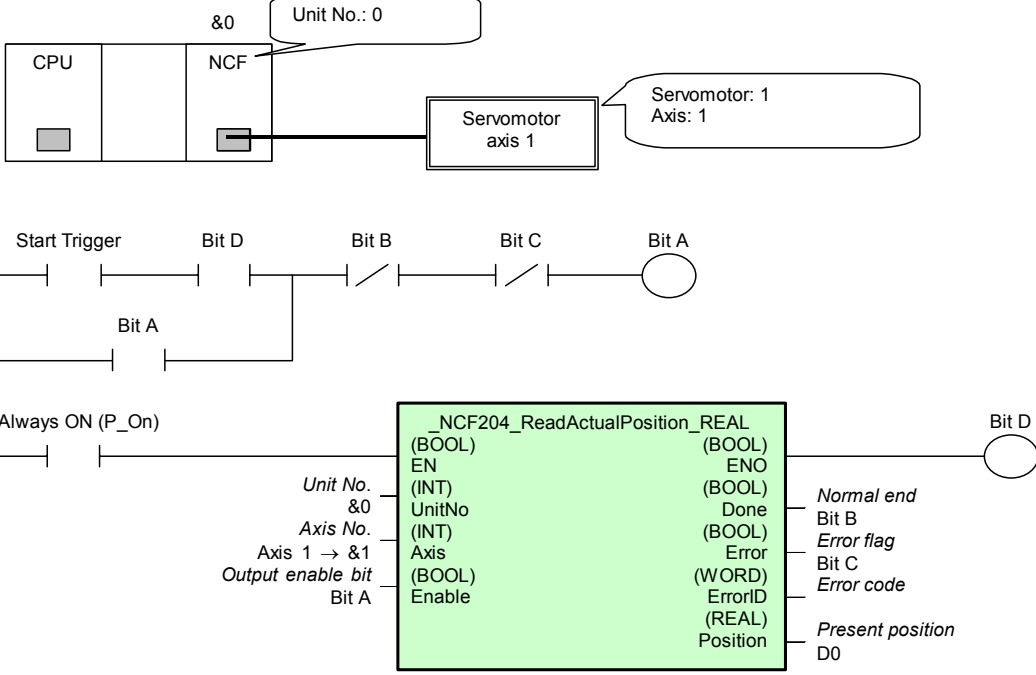 &0
Unit No.: 0
CPU
NCF
Servomotor
axis 1
Servomotor: 1
Axis: 1
Start Trigger
Bit D
Bit B
Bit C
Bit A
Bit A
Always ON (P_On)
Bit D
_NCF204_ReadActualPosition_REAL
(BOOL)
EN
(BOOL)
ENO
Unit No.
&0
(INT)
UnitNo
(BOOL)
Done
Normal end
Bit B
Axis No.
Axis 1 → &1
(INT)
Axis
(BOOL)
Error
Error flag
Bit C
Output enable bit
Bit A
(BOOL)
Enable
(WORD)
ErrorID
Error code
(REAL)
Position
Present position
D0